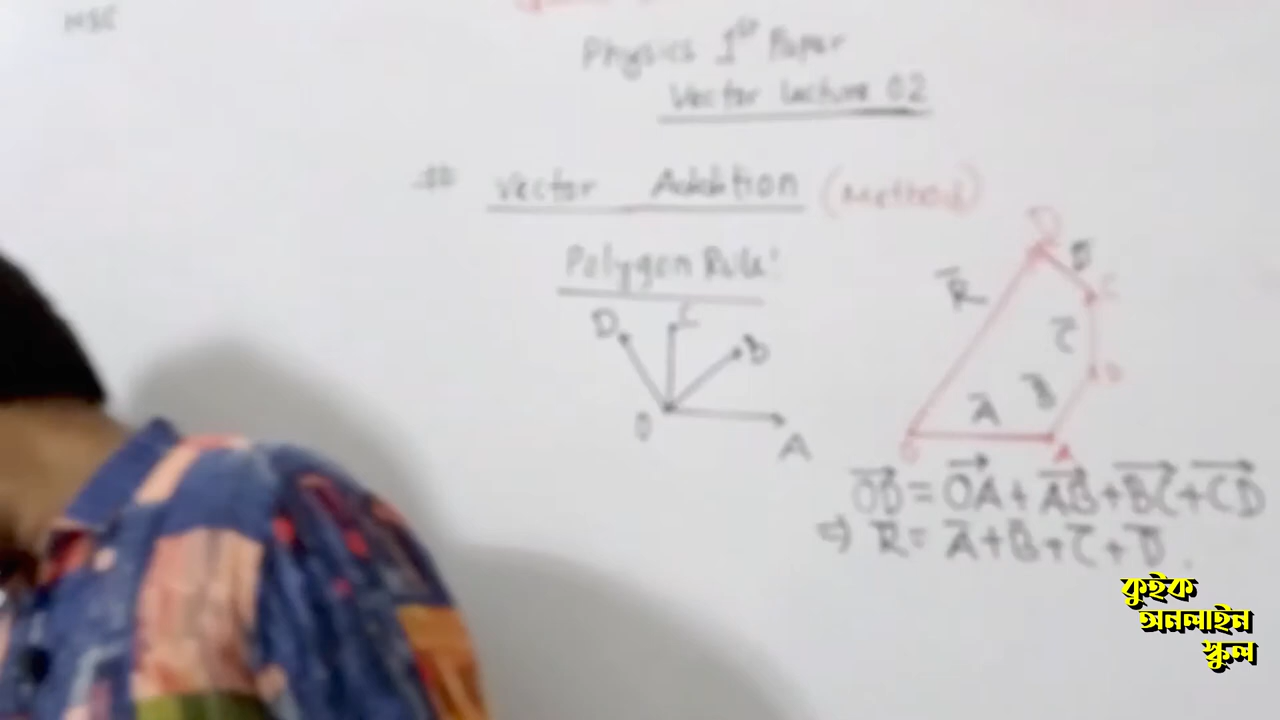 HSC
Physics 1st Paper
Vector Lecture 02
# Vector Addition (Method)
Polygon Rule:
D C B
O A
D
R D C
C
B
A B
O A
OD = OA + AB + BC + CD
⇒ R = A + B + C + D .
কুইক
অনলাইন
স্কুল